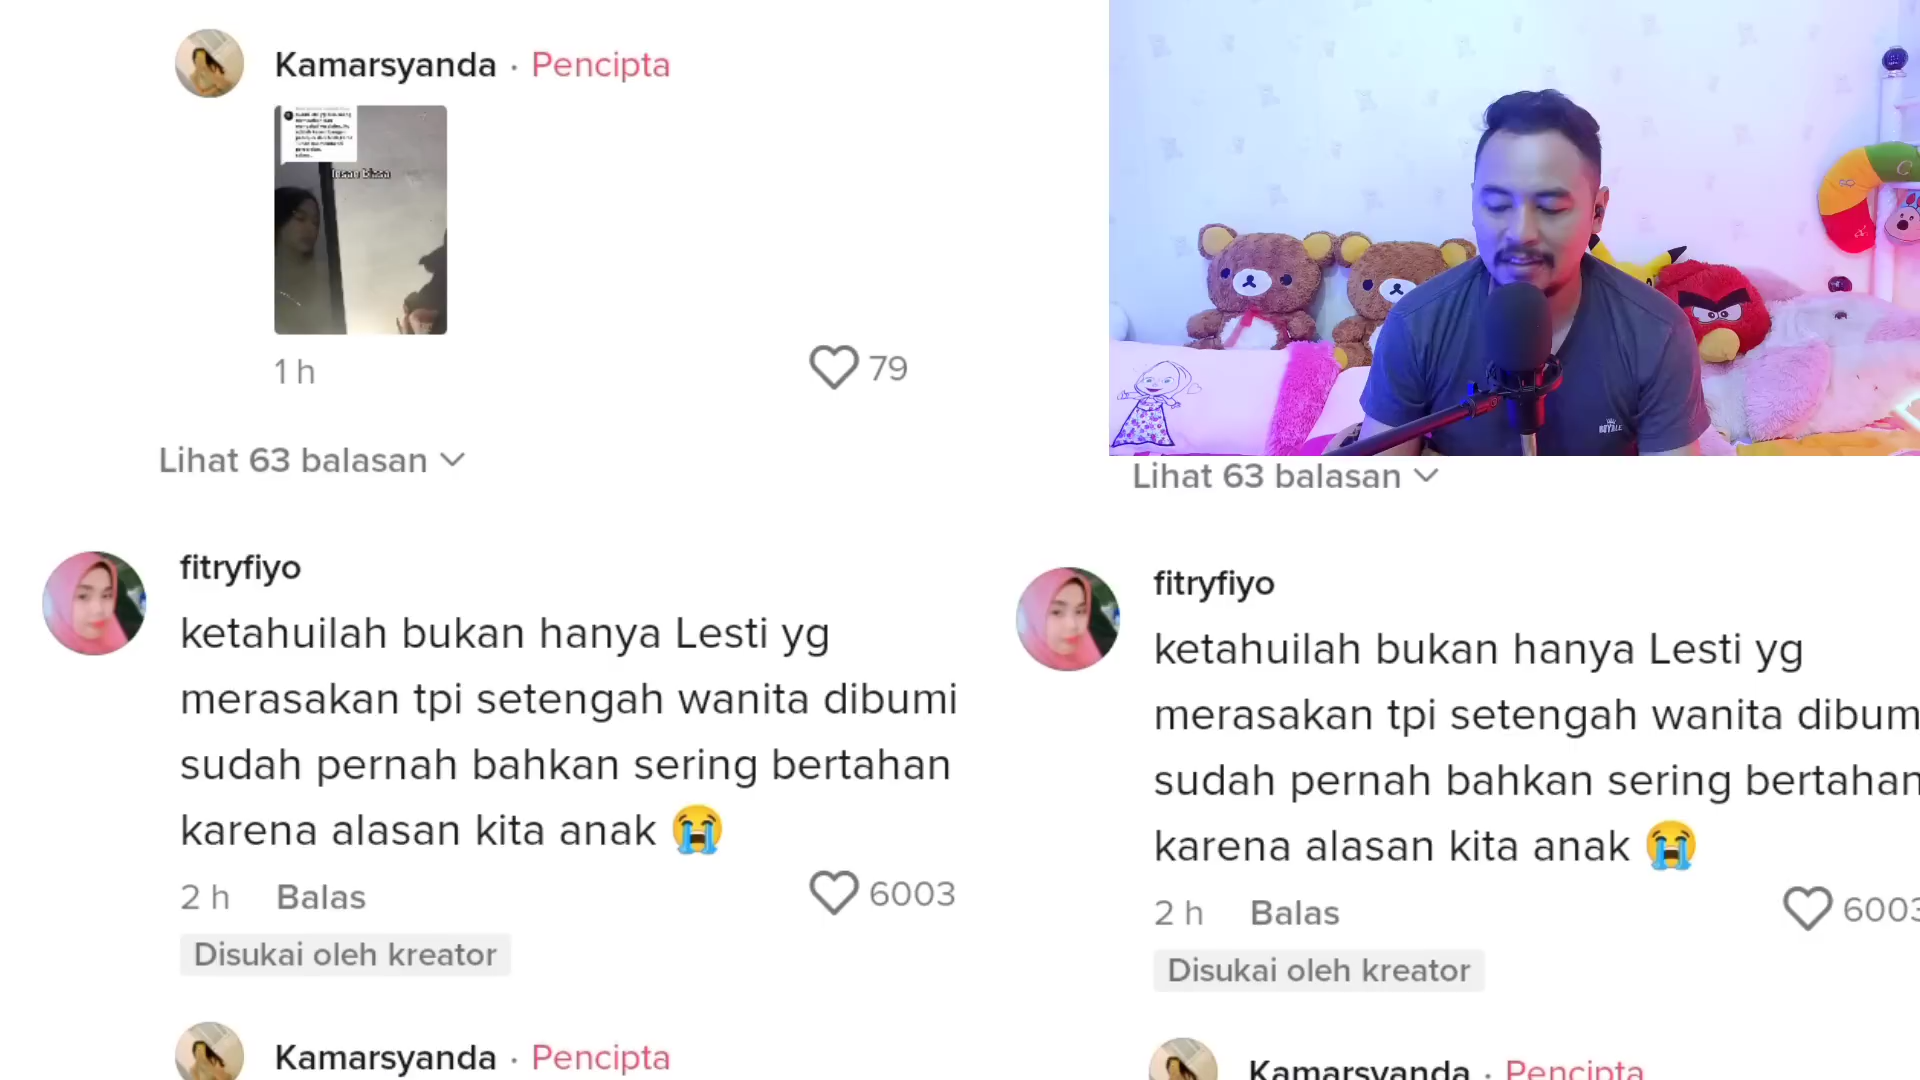 Kamarsyanda · Pencipta
1 h
79
Lihat 63 balasan
fitryfiyo
ketahuilah bukan hanya Lesti yg
merasakan tpi setengah wanita dibumi
sudah pernah bahkan sering bertahan
karena alasan kita anak 😭
2 h Balas
6003
Disukai oleh kreator
Kamarsyanda · Pencipta
Lihat 63 balasan
fitryfiyo
ketahuilah bukan hanya Lesti yg
merasakan tpi setengah wanita dibum
sudah pernah bahkan sering bertahan
karena alasan kita anak 😭
2 h Balas
6003
Disukai oleh kreator
Kamarsyanda · Pencipta